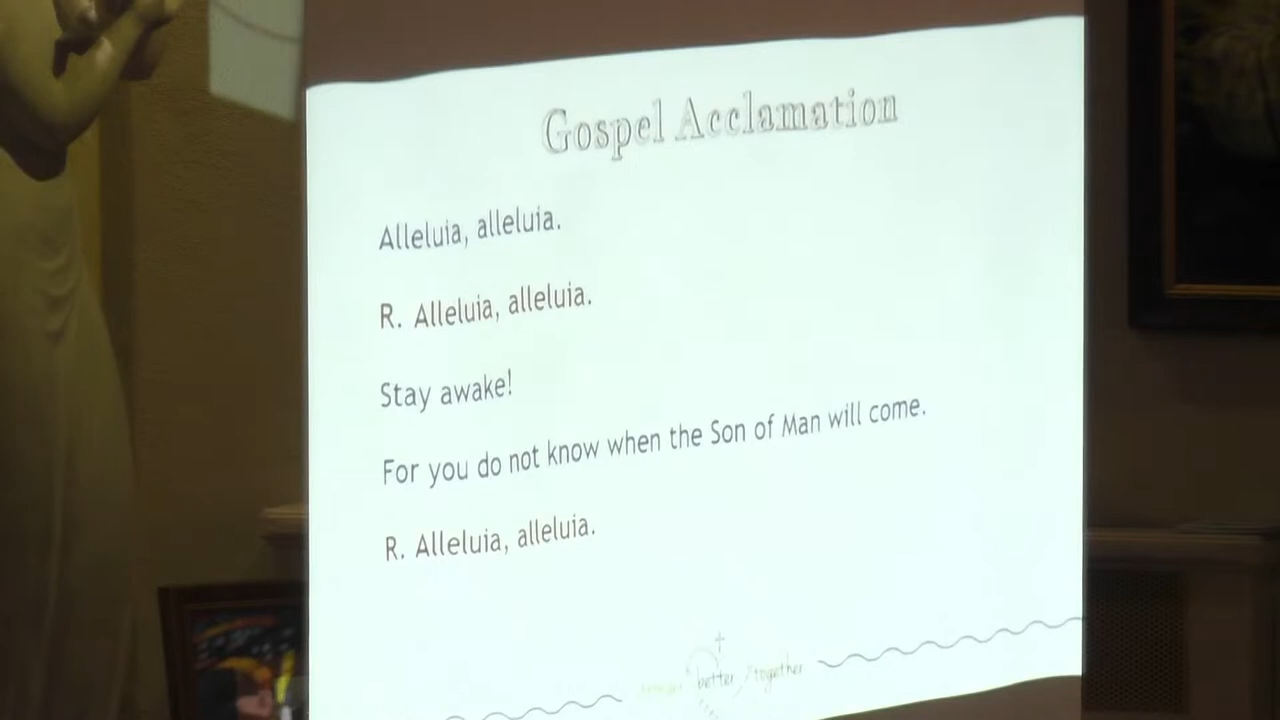 Gospel Acclamation
Alleluia, alleluia.
R. Alleluia, alleluia.
Stay awake!
For you do not know when the Son of Man will come.
R. Alleluia, alleluia.
better together